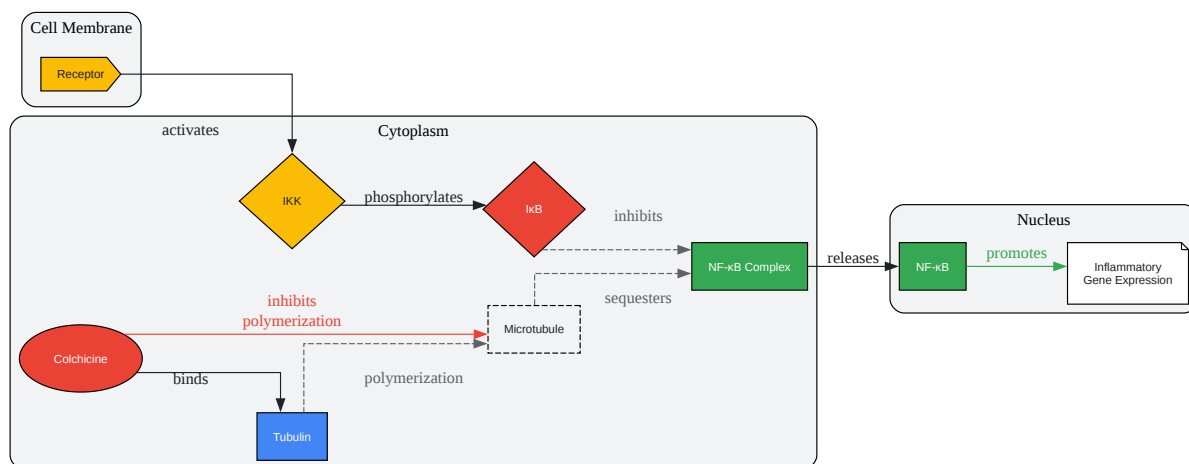 Cell Membrane
Receptor
activates
Cytoplasm
IKK
phosphorylates
IκB
inhibits
NF-κB Complex
sequesters
releases
Nucleus
NF-κB
promotes
Inflammatory
Gene Expression
inhibits
polymerization
Microtubule
Colchicine
binds
polymerization
Tubulin